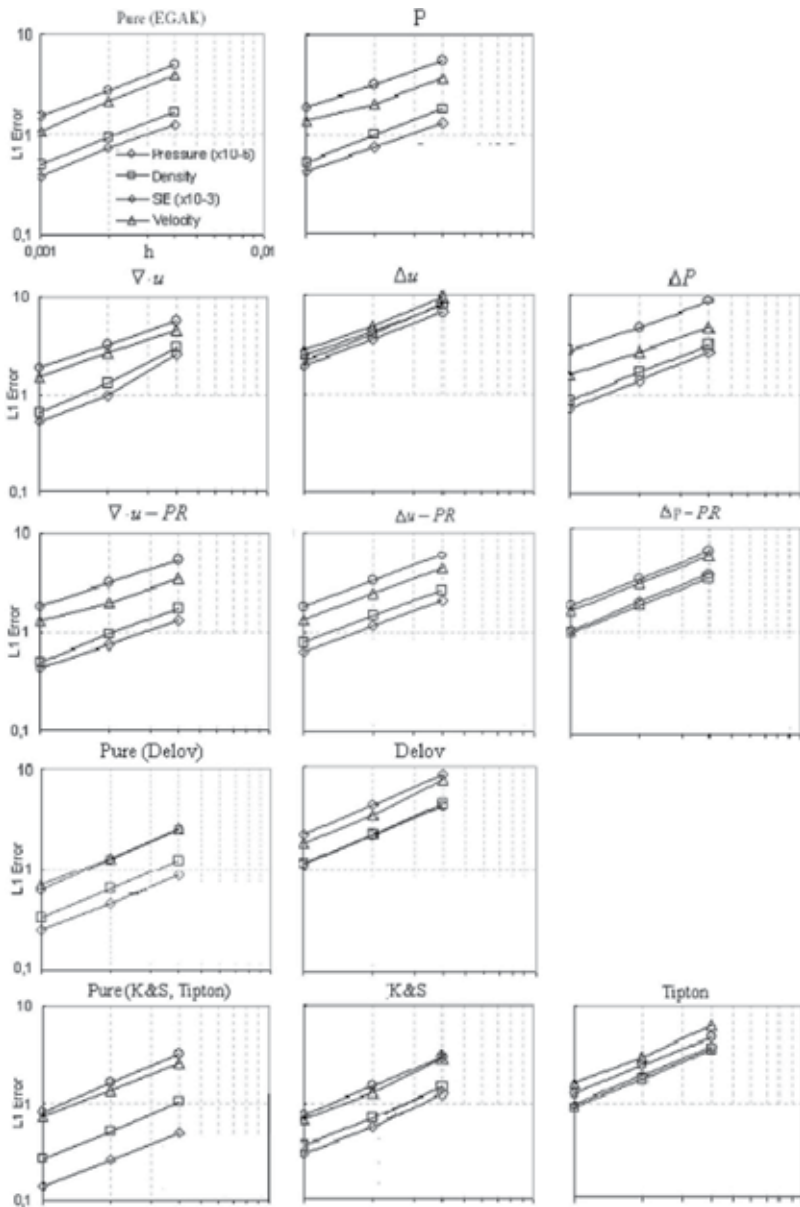 Pure (EGAK)
P
10
L1 Error
1
Pressure (x10-6)
Density
SIE (x10-3)
Velocity
0,1
0,001
h
0,01
∇·u
Δu
ΔP
10
L1 Error
1
0,1
∇·u – PR
Δu – PR
Δp – PR
10
L1 Error
1
0,1
Pure (Delov)
Delov
10
L1 Error
1
0,1
Pure (K&S, Tipton)
K&S
Tipton
10
L1 Error
1
0,1